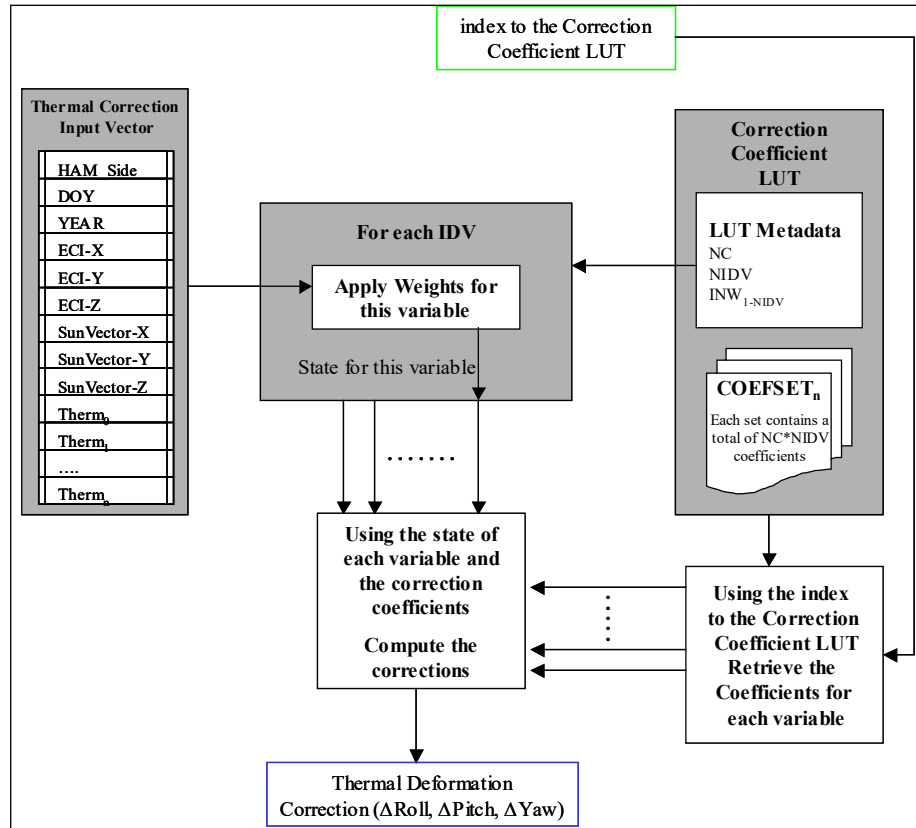 index to the Correction
Coefficient LUT
Thermal Correction
Input Vector
HAM_Side
DOY
YEAR
ECI-X
ECI-Y
ECI-Z
SunVector-X
SunVector-Y
SunVector-Z
Therm0
Therm1
….
Thermn
For each IDV
Apply Weights for
this variable
State for this variable
.......
Correction
Coefficient
LUT
LUT Metadata
NC
NIDV
INW1-NIDV
COEFSETn
Each set contains a
total of NC*NIDV
coefficients
Using the state of
each variable and
the correction
coefficients
Compute the
corrections
Using the index
to the Correction
Coefficient LUT
Retrieve the
Coefficients for
each variable
Thermal Deformation
Correction (ΔRoll, ΔPitch, ΔYaw)